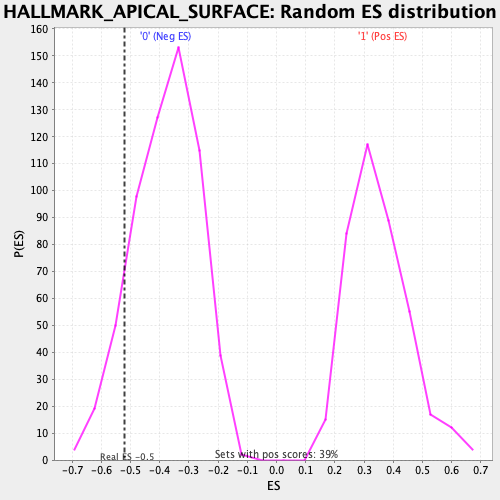 HALLMARK_APICAL_SURFACE: Random ES distribution
'0' (Neg ES)
'1' (Pos ES)
160
150
140
130
120
110
100
90
80
70
60
50
40
30
20
10
0
P(ES)
Real ES -0.5
Sets with pos scores: 39%
-0.7 -0.6 -0.5 -0.4 -0.3 -0.2 -0.1 0.0 0.1 0.2 0.3 0.4 0.5 0.6 0.7
ES